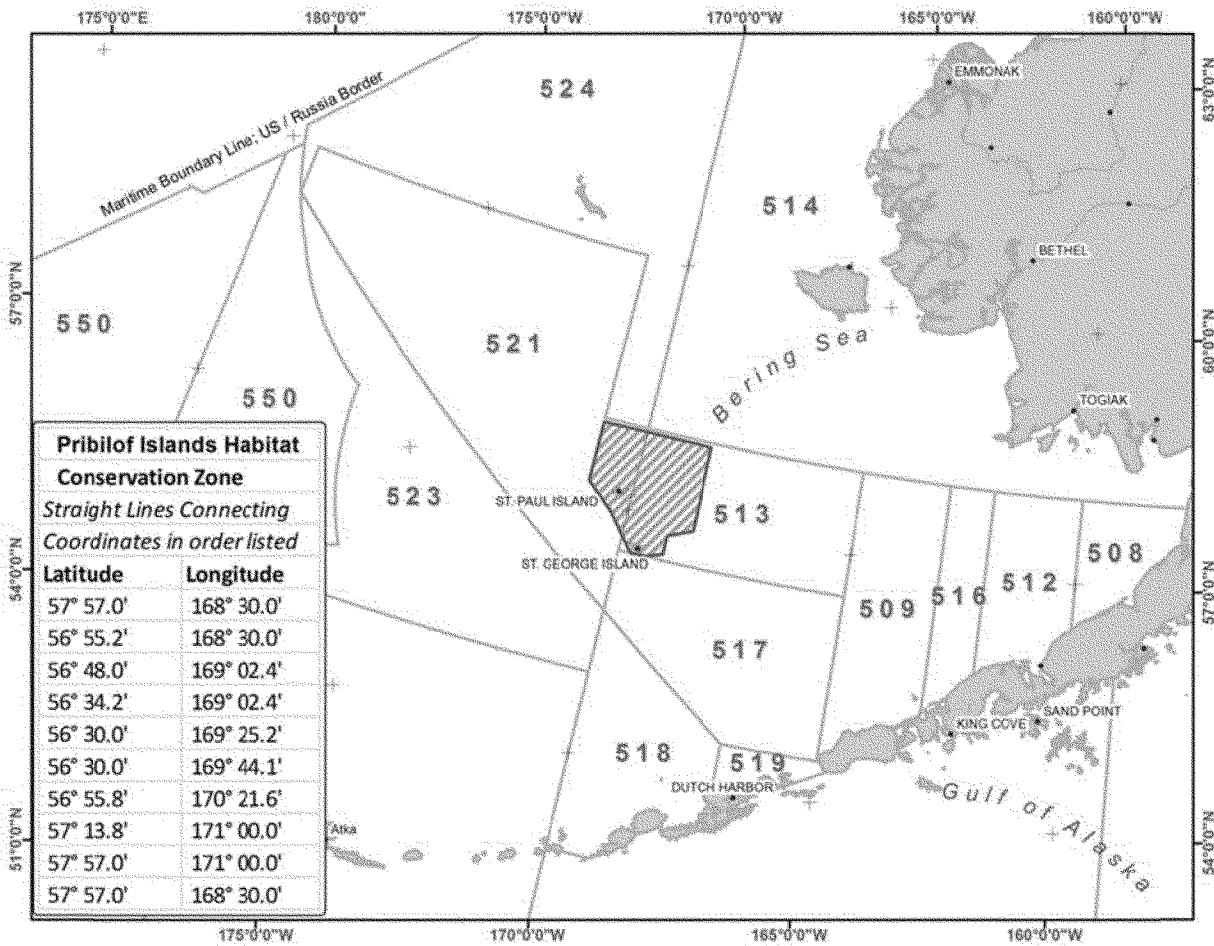 175°0'0"E 180°0'0" 175°0'0"W 170°0'0"W 165°0'0"W 160°0'0"W
524
EMMONAK
63°0'0"N
Maritime Boundary Line; US / Russia Border
514
BETHEL
57°0'0"N
550
521
Bering Sea
60°0'0"N
550
TOGIAK
523
ST. PAUL ISLAND
513
ST. GEORGE ISLAND
54°0'0"N
508
512
516
509
57°0'0"N
517
518
519
DUTCH HARBOR
KING COVE
SAND POINT
Gulf of Alaska
Atka
51°0'0"N
54°0'0"N
Pribilof Islands Habitat
Conservation Zone
Straight Lines Connecting
Coordinates in order listed
Latitude Longitude
57° 57.0' 168° 30.0'
56° 55.2' 168° 30.0'
56° 48.0' 169° 02.4'
56° 34.2' 169° 02.4'
56° 30.0' 169° 25.2'
56° 30.0' 169° 44.1'
56° 55.8' 170° 21.6'
57° 13.8' 171° 00.0'
57° 57.0' 171° 00.0'
57° 57.0' 168° 30.0'
175°0'0"W 170°0'0"W 165°0'0"W 160°0'0"W